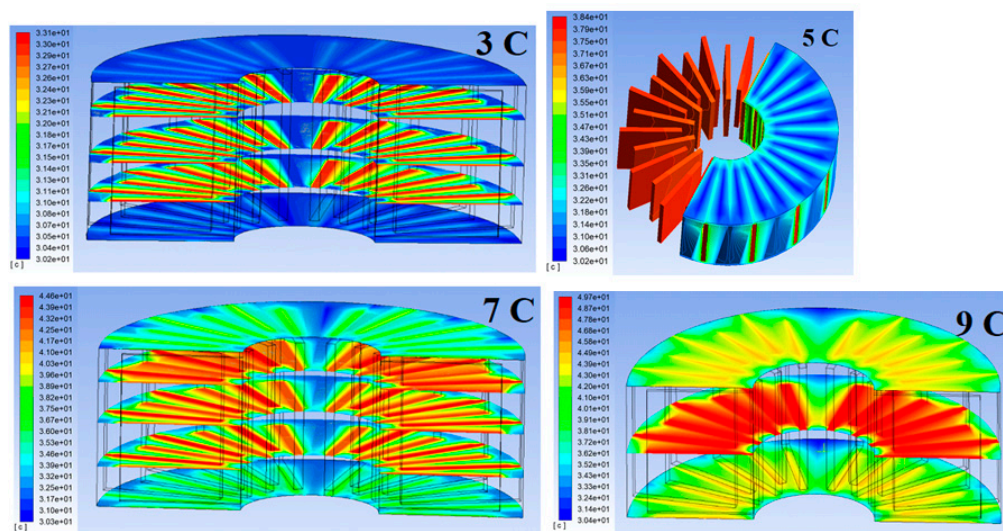 3 C
3.31e+01
3.30e+01
3.29e+01
3.27e+01
3.26e+01
3.24e+01
3.23e+01
3.21e+01
3.20e+01
3.18e+01
3.17e+01
3.15e+01
3.14e+01
3.13e+01
3.11e+01
3.10e+01
3.08e+01
3.07e+01
3.05e+01
3.04e+01
3.02e+01
[ c ]
5 C
3.84e+01
3.79e+01
3.75e+01
3.71e+01
3.67e+01
3.63e+01
3.59e+01
3.55e+01
3.51e+01
3.47e+01
3.43e+01
3.39e+01
3.35e+01
3.31e+01
3.26e+01
3.22e+01
3.18e+01
3.14e+01
3.10e+01
3.06e+01
3.02e+01
[ c ]
7 C
4.46e+01
4.39e+01
4.32e+01
4.25e+01
4.17e+01
4.10e+01
4.03e+01
3.96e+01
3.89e+01
3.82e+01
3.75e+01
3.67e+01
3.60e+01
3.53e+01
3.46e+01
3.39e+01
3.32e+01
3.25e+01
3.17e+01
3.10e+01
3.03e+01
[ c ]
9 C
4.97e+01
4.87e+01
4.78e+01
4.68e+01
4.58e+01
4.49e+01
4.39e+01
4.30e+01
4.20e+01
4.10e+01
4.01e+01
3.91e+01
3.81e+01
3.72e+01
3.62e+01
3.52e+01
3.43e+01
3.33e+01
3.24e+01
3.14e+01
3.04e+01
[ c ]